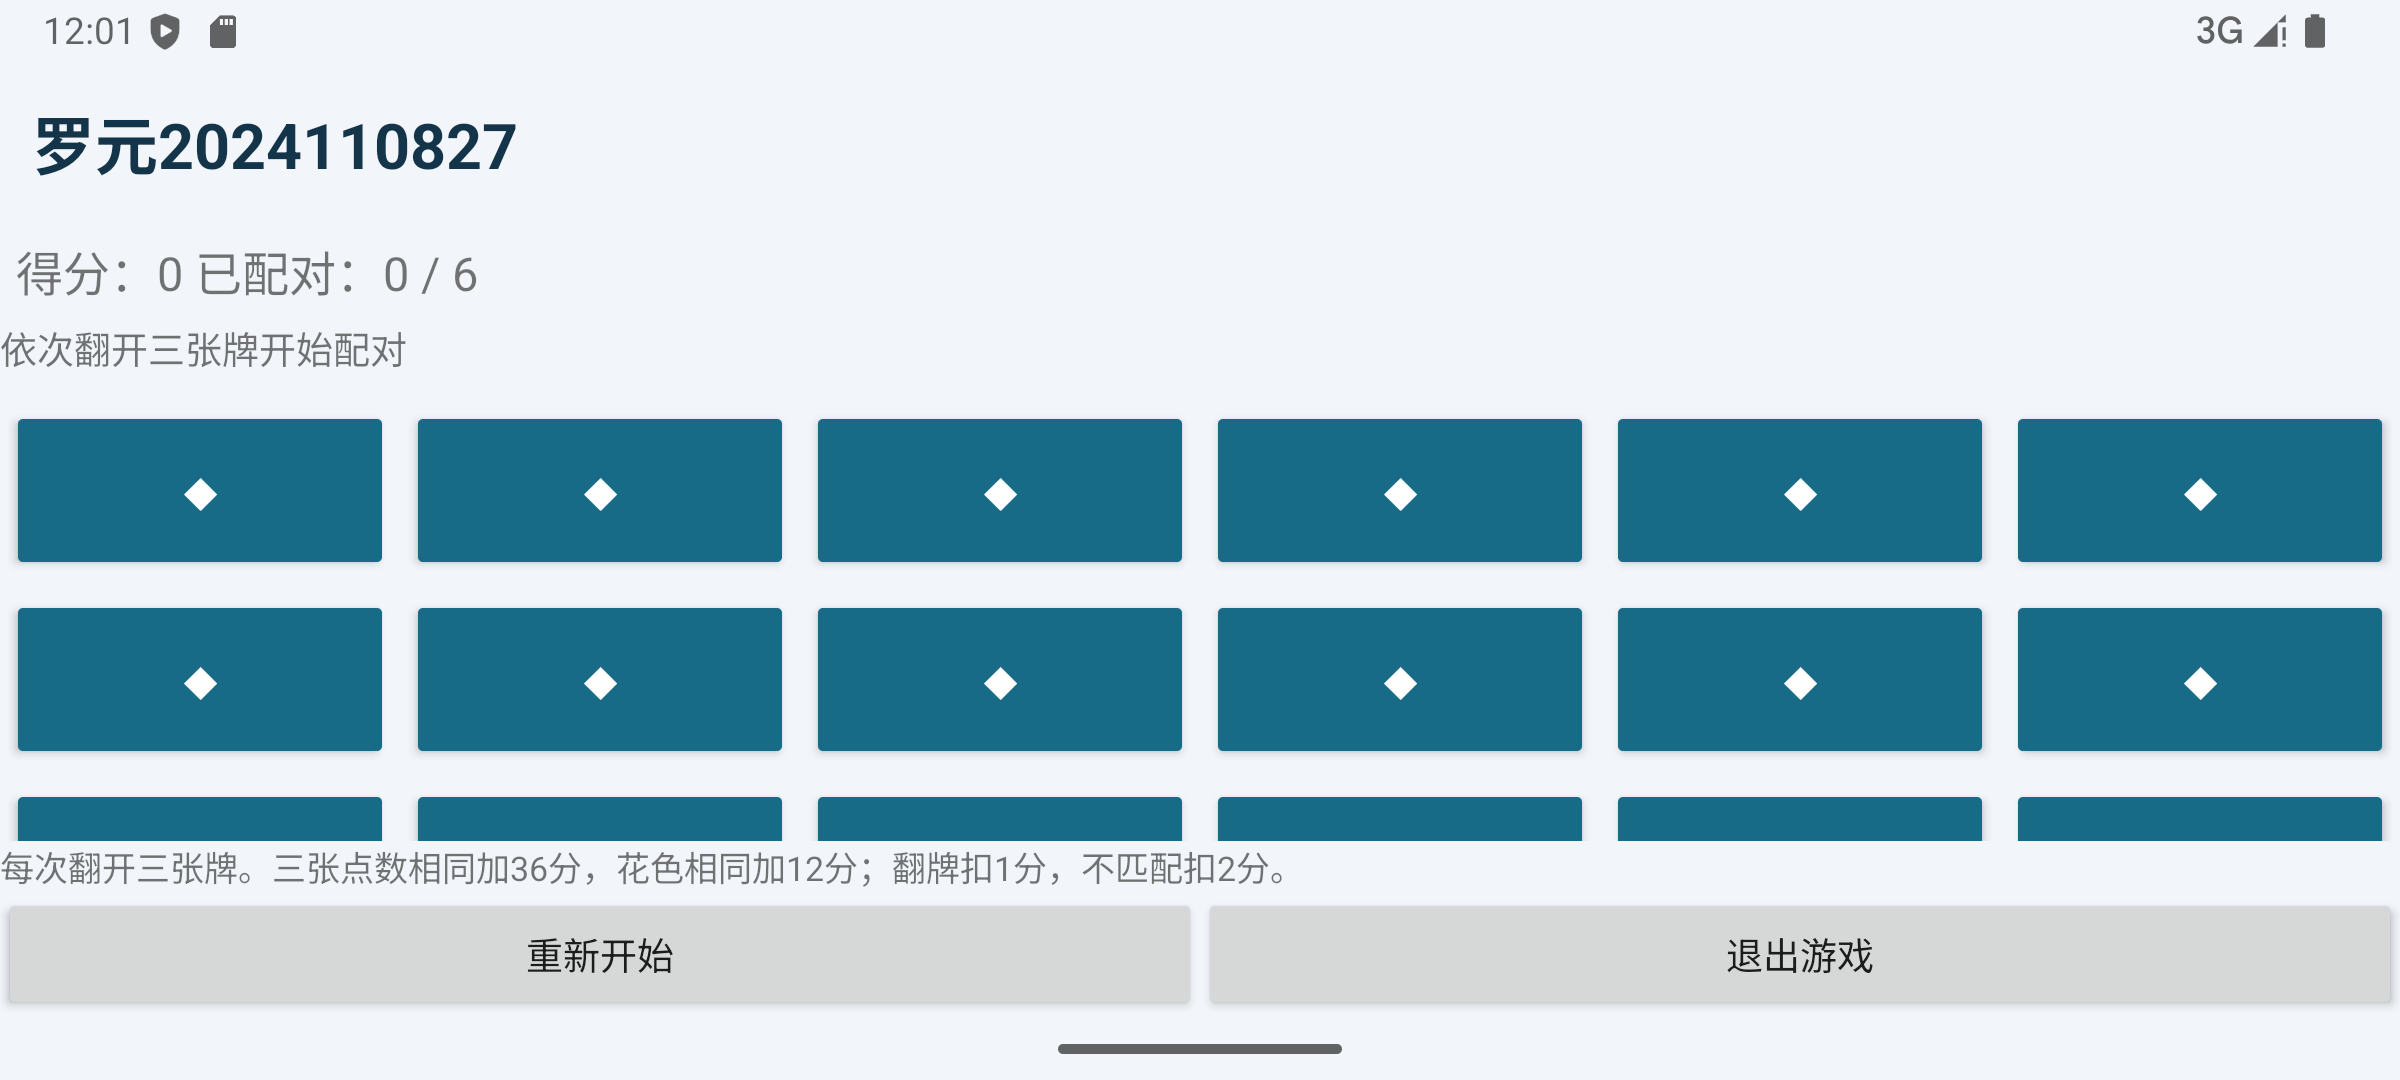 12:01 3G
罗元2024110827
得分：0 已配对：0 / 6
依次翻开三张牌开始配对
◆ ◆ ◆ ◆ ◆ ◆
◆ ◆ ◆ ◆ ◆ ◆
每次翻开三张牌。三张点数相同加36分，花色相同加12分；翻牌扣1分，不匹配扣2分。
重新开始 退出游戏